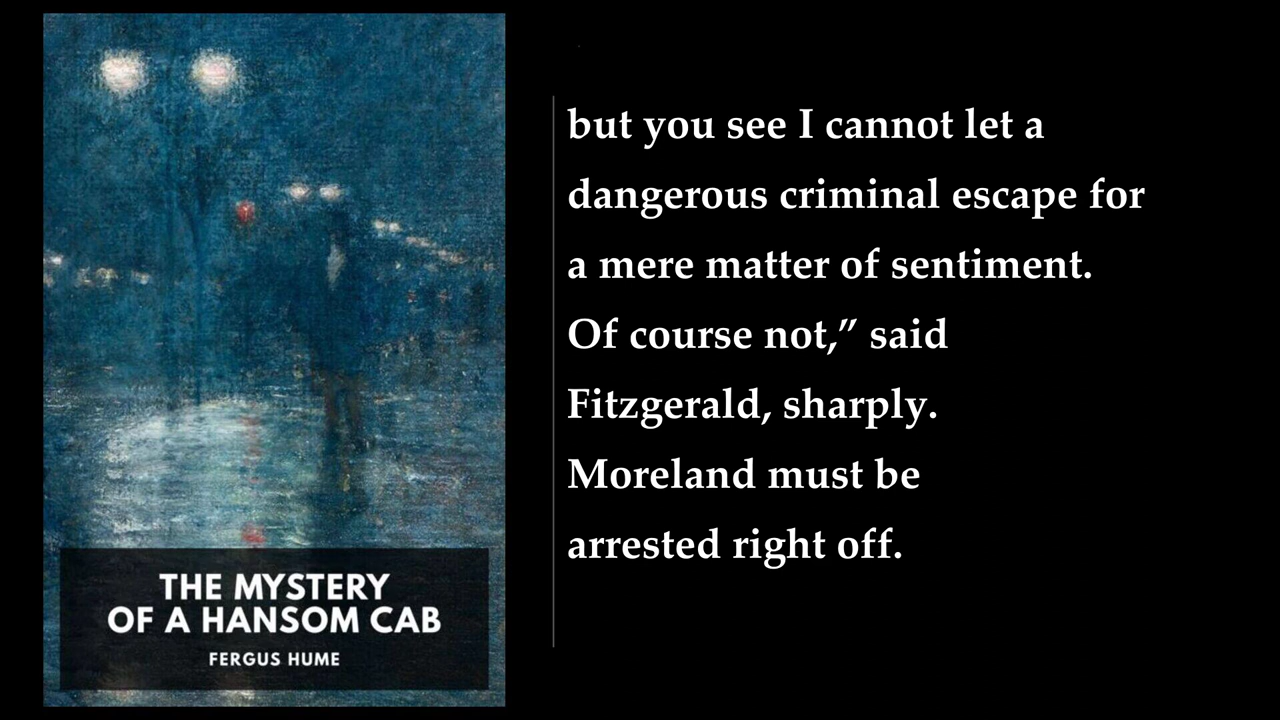 THE MYSTERY
OF A HANSOM CAB
FERGUS HUME
but you see I cannot let a
dangerous criminal escape for
a mere matter of sentiment.
Of course not,” said
Fitzgerald, sharply.
Moreland must be
arrested right off.